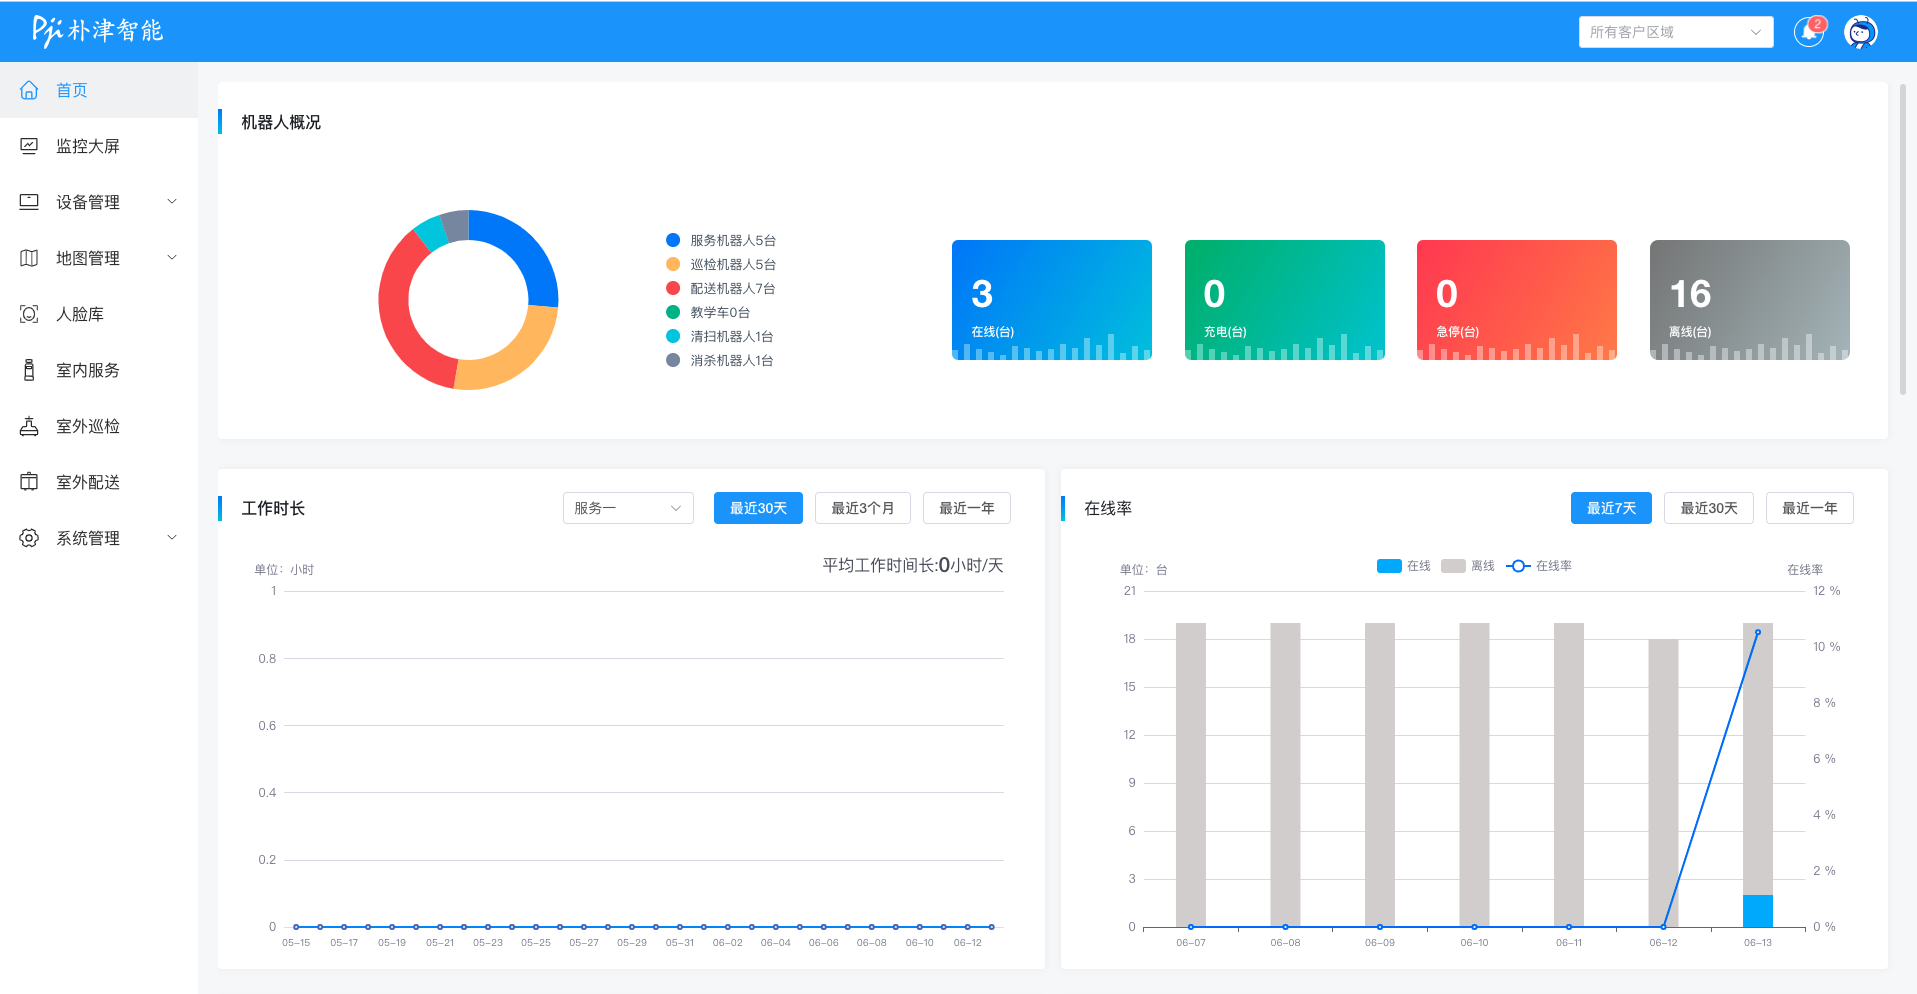 Pji 朴津智能
所有客户区域
2
首页
监控大屏
设备管理
地图管理
人脸库
室内服务
室外巡检
室外配送
系统管理
机器人概况
服务机器人5台
巡检机器人5台
配送机器人7台
教学车0台
清扫机器人1台
消杀机器人1台
3
在线(台)
0
充电(台)
0
急停(台)
16
离线(台)
工作时长
服务一
最近30天
最近3个月
最近一年
单位：小时
平均工作时间长:0小时/天
1
0.8
0.6
0.4
0.2
0
05-15 05-17 05-19 05-21 05-23 05-25 05-27 05-29 05-31 06-02 06-04 06-06 06-08 06-10 06-12
在线率
最近7天
最近30天
最近一年
单位：台
在线 离线 在线率
在线率
21
18
15
12
9
6
3
0
12 %
10 %
8 %
6 %
4 %
2 %
0 %
06-07 06-08 06-09 06-10 06-11 06-12 06-13